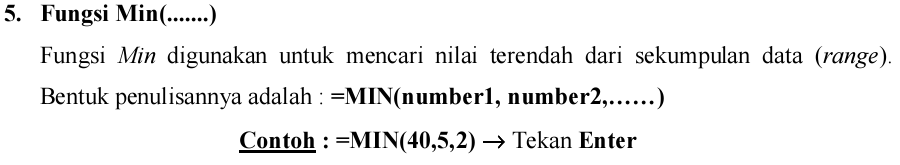 5. Fungsi Min(.......)
Fungsi Min digunakan untuk mencari nilai terendah dari sekumpulan data (range).
Bentuk penulisannya adalah : =MIN(number1, number2,……)
Contoh : =MIN(40,5,2) → Tekan Enter